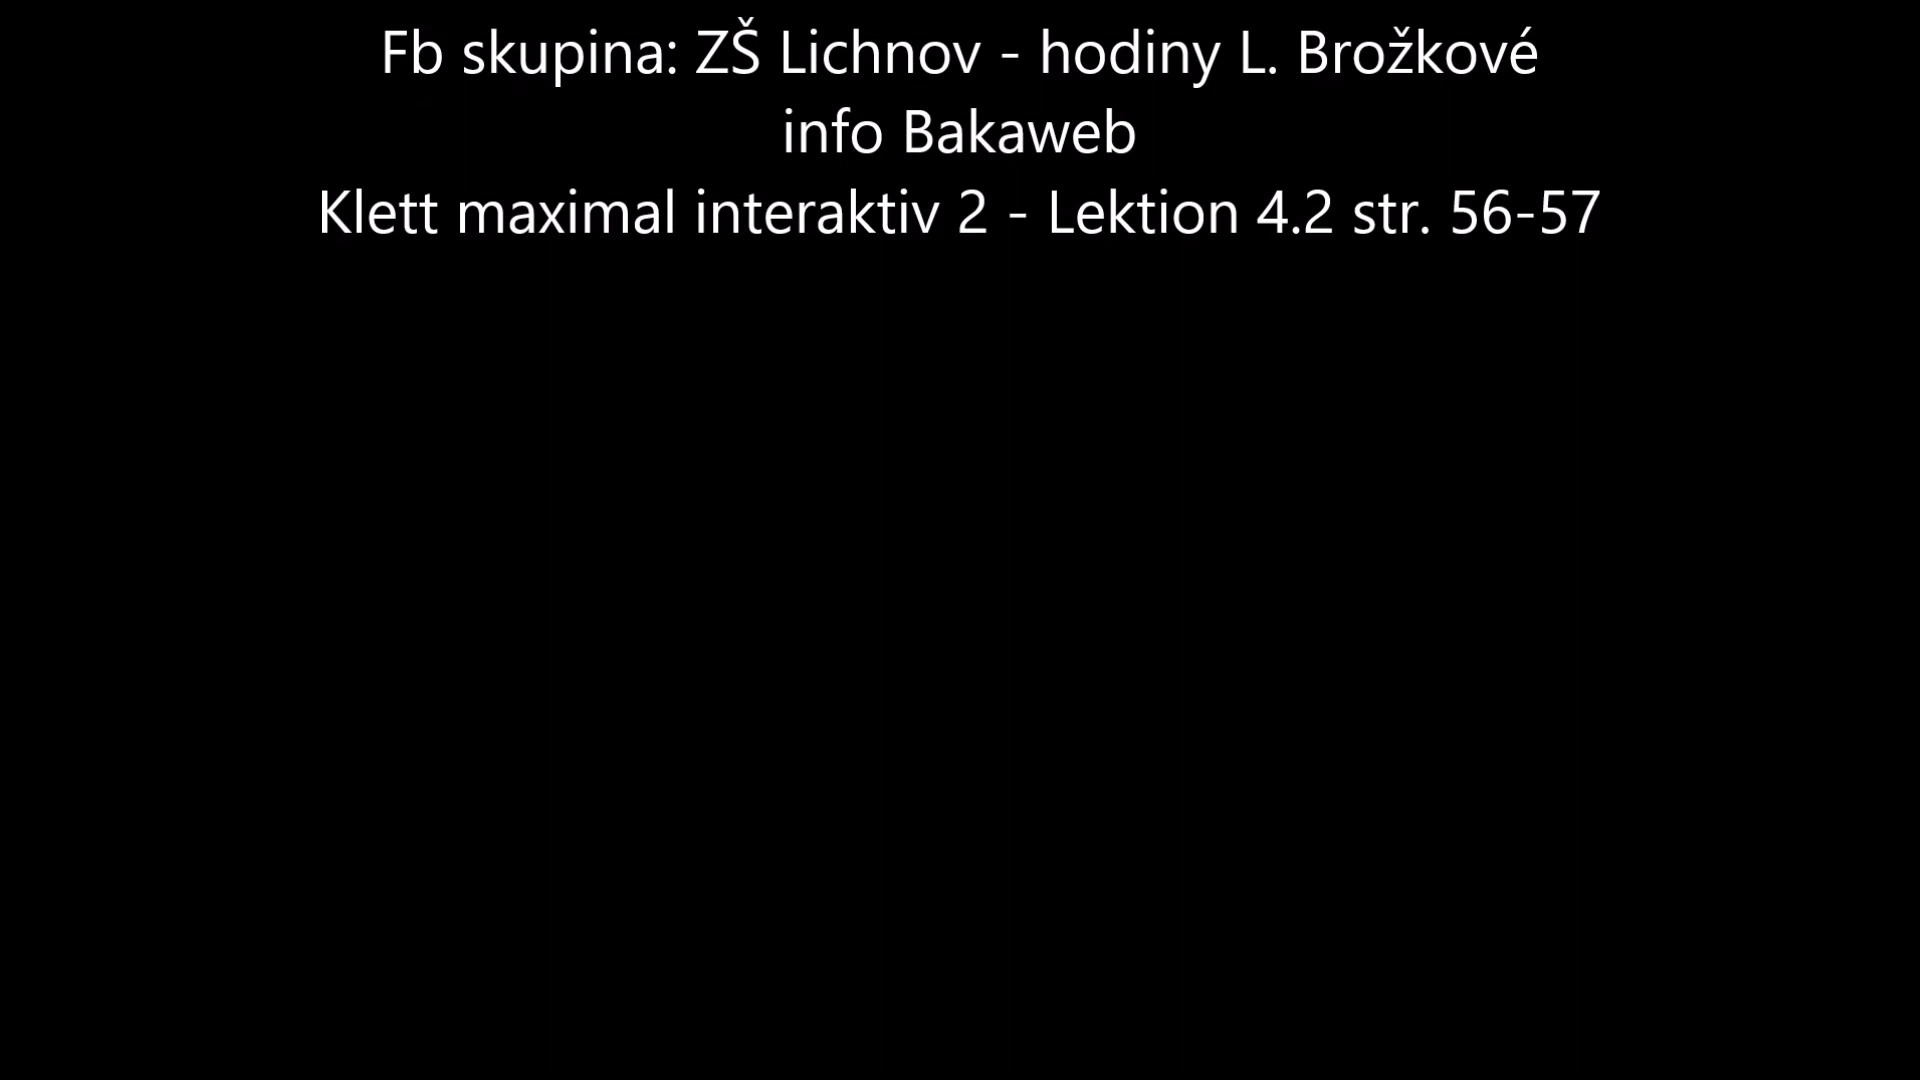 Fb skupina: ZŠ Lichnov - hodiny L. Brožkové
info Bakaweb
Klett maximal interaktiv 2 - Lektion 4.2 str. 56-57